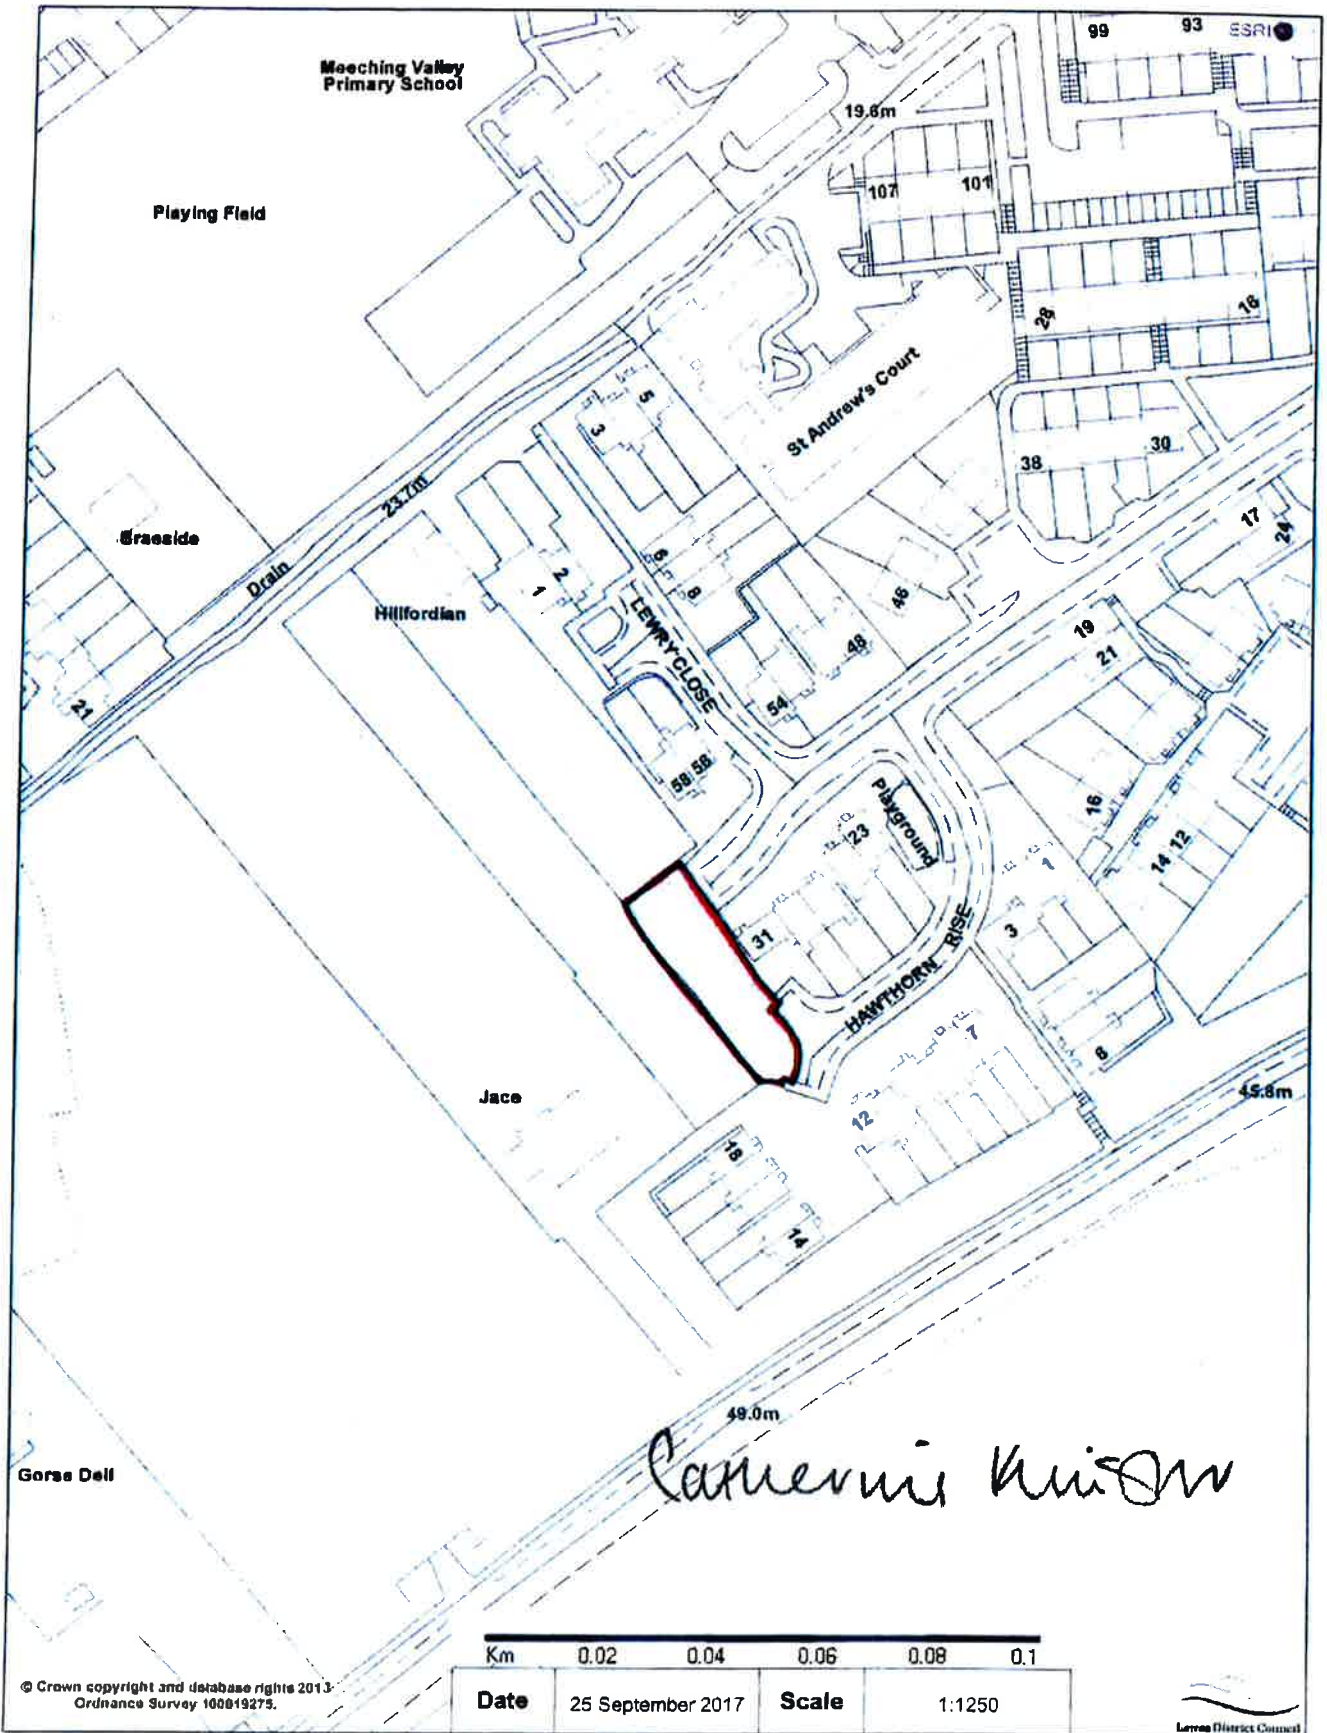 99
93
ESRI
Meeching Valley
Primary School
19.6m
Playing Field
107
101
28
16
St Andrew's Court
5
3
38
30
23.7m
17
24
Braeside
Drain
Hillfordian
2
1
6
8
46
LEWRY CLOSE
48
19
21
54
21
58
56
Playground
23
16
14
12
1
31
3
HAWTHORN RISE
7
6
Jace
12
45.8m
18
14
49.0m
Gorse Dell
Catherine Knight
Km 0.02 0.04 0.06 0.08 0.1
© Crown copyright and database rights 2013
Ordnance Survey 100019275.
Date 25 September 2017 Scale 1:1250
Lewes District Council